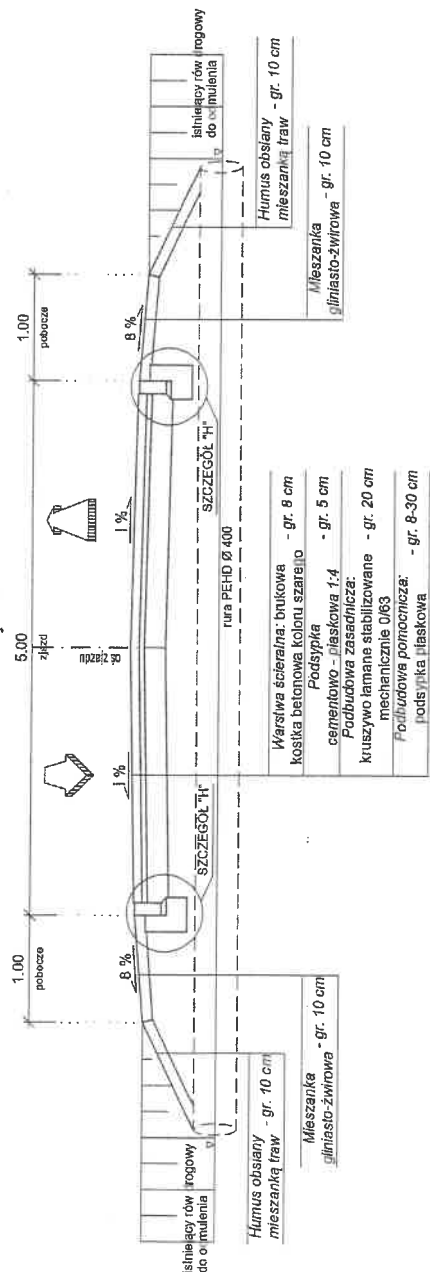 1.00
5.00
1.00
pobocze
zjazd
pobocze
oś zjazdu
8 %
1 %
1 %
8 %
istniejący rów drogowy
do odmulenia
istniejący rów drogowy
do odmulenia
SZCZEGÓŁ "H"
SZCZEGÓŁ "H"
rura PEHD Ø 400
Humus obsiany
mieszanką traw - gr. 10 cm
Mieszanka
gliniasto-żwirowa - gr. 10 cm
Warstwa ścieralna: brukowa
kostka betonowa koloru szarego - gr. 8 cm
Podsypka
cementowo - piaskowa 1:4 - gr. 5 cm
Podbudowa zasadnicza:
kruszywo łamane stabilizowane - gr. 20 cm
mechanicznie 0/63
Podbudowa pomocnicza:
podsypka piaskowa - gr. 8-30 cm
Humus obsiany
mieszanką traw - gr. 10 cm
Mieszanka
gliniasto-żwirowa - gr. 10 cm